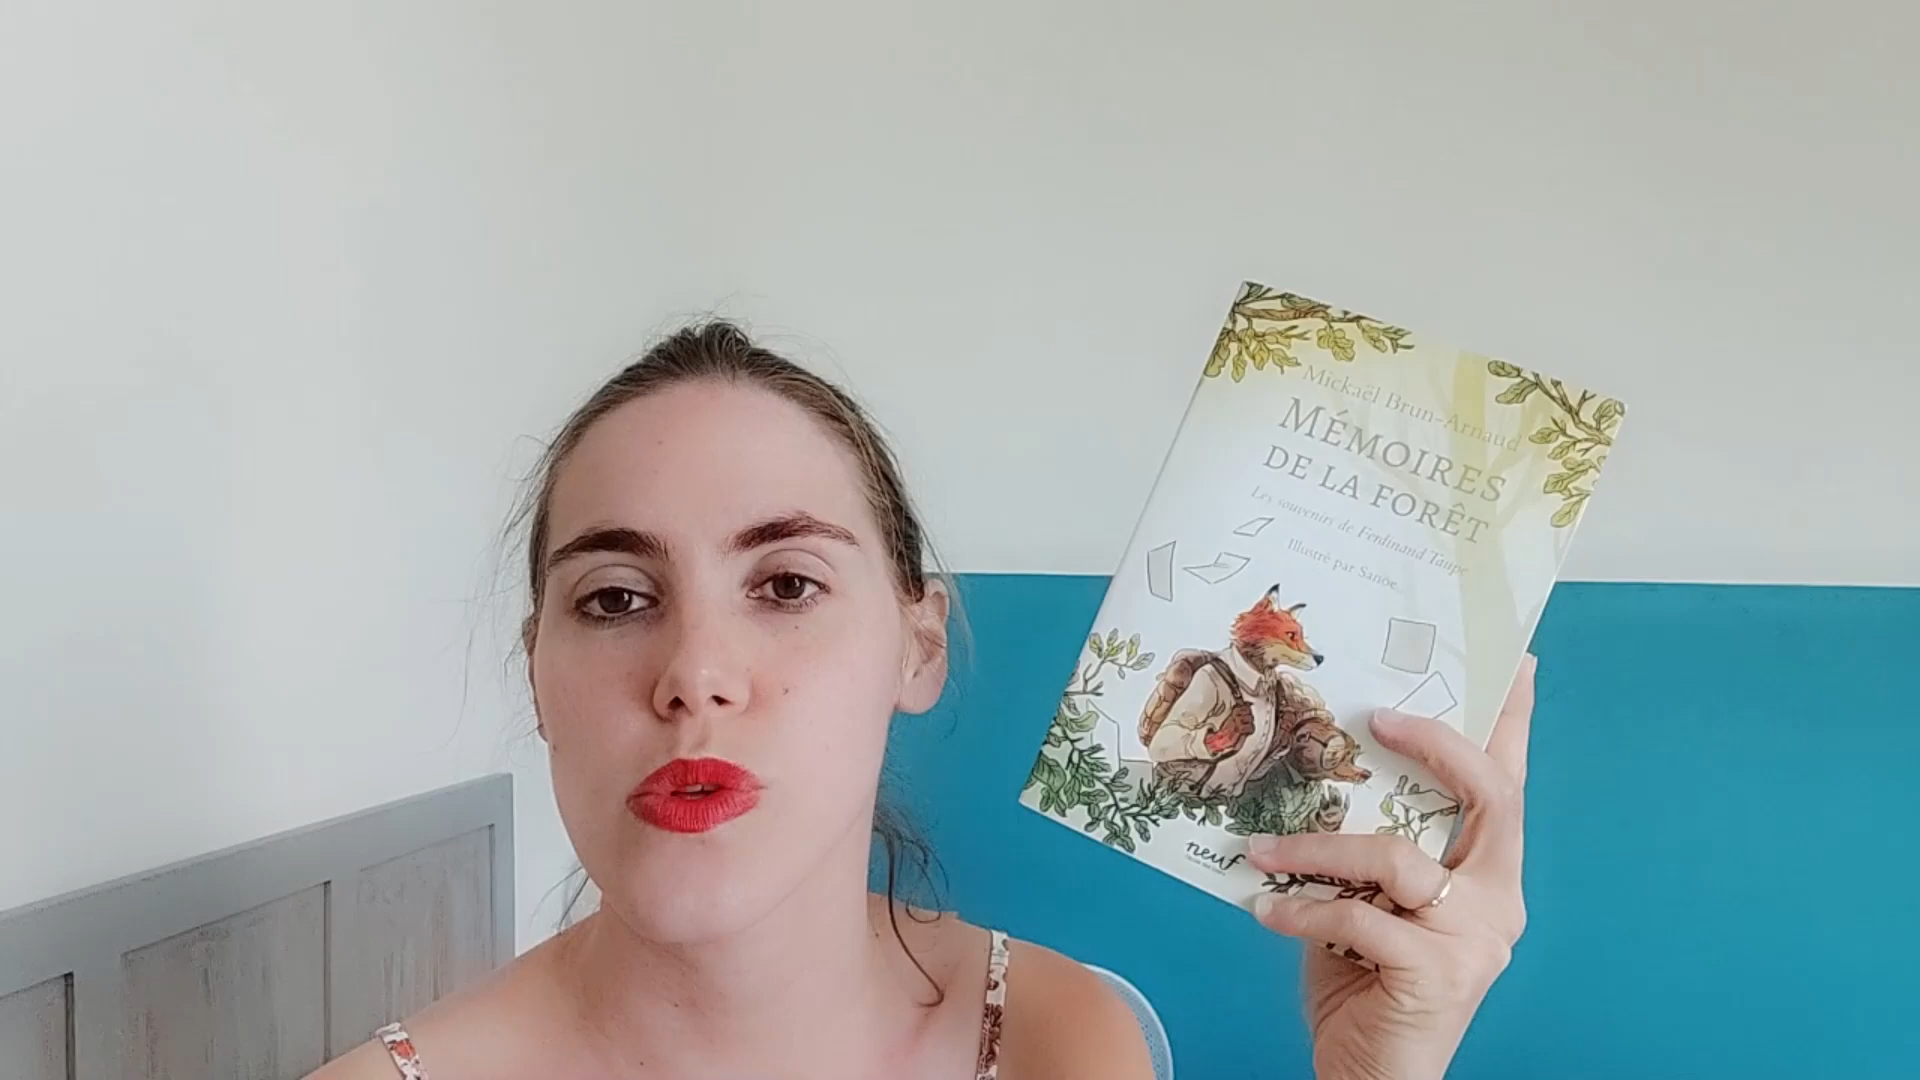 Mickaël Brun-Arnaud
MÉMOIRES
DE LA FORÊT
Les souvenirs de Ferdinand Taupe
Illustré par Sanoe
neuf